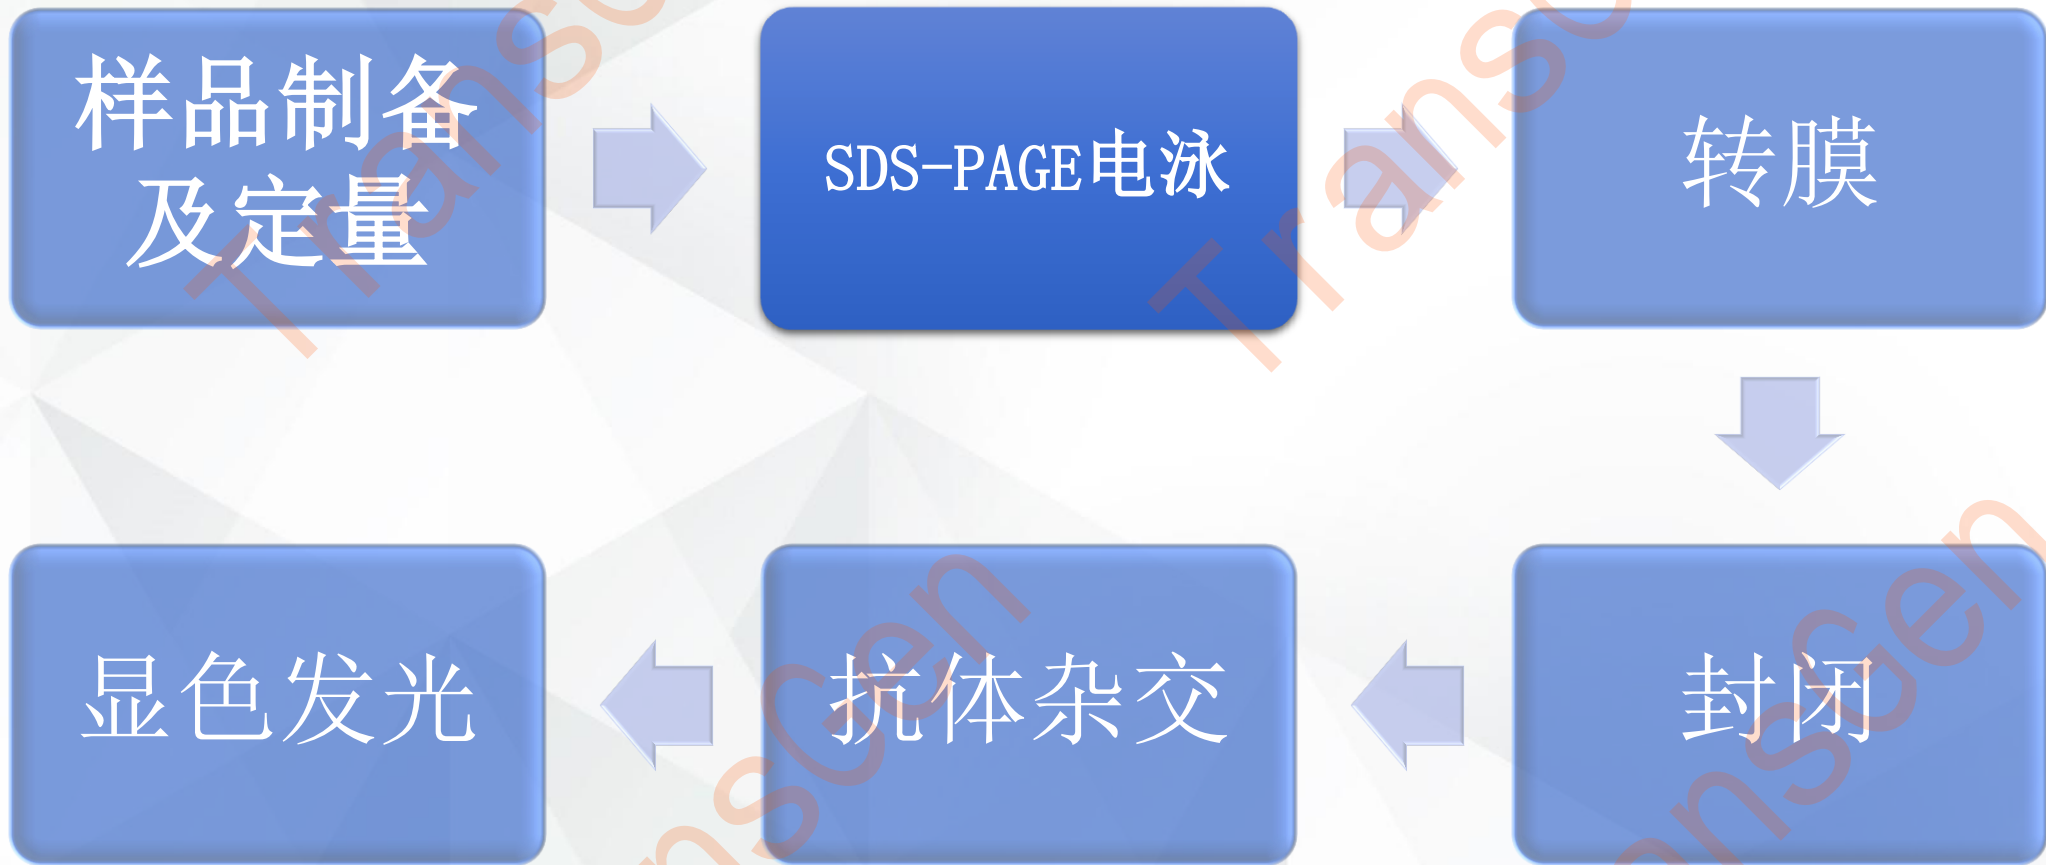 样品制备
及定量
SDS-PAGE电泳
转膜
封闭
抗体杂交
显色发光
TransGen